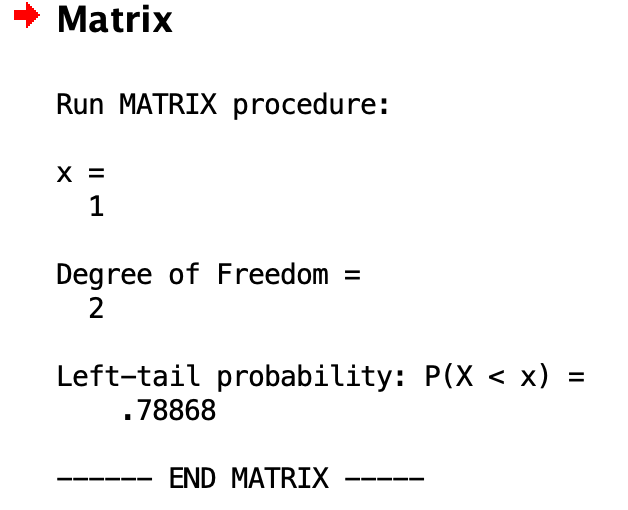 Matrix
Run MATRIX procedure:
x =
1
Degree of Freedom =
2
Left-tail probability: P(X < x) =
.78868
------ END MATRIX -----